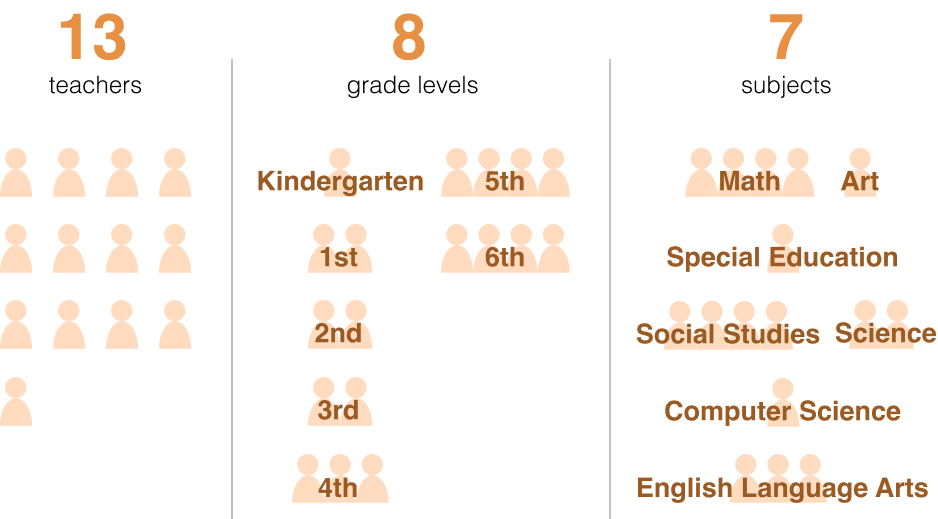 13
teachers
8
grade levels
Kindergarten
5th
1st
6th
2nd
3rd
4th
7
subjects
Math
Art
Special Education
Social Studies
Science
Computer Science
English Language Arts